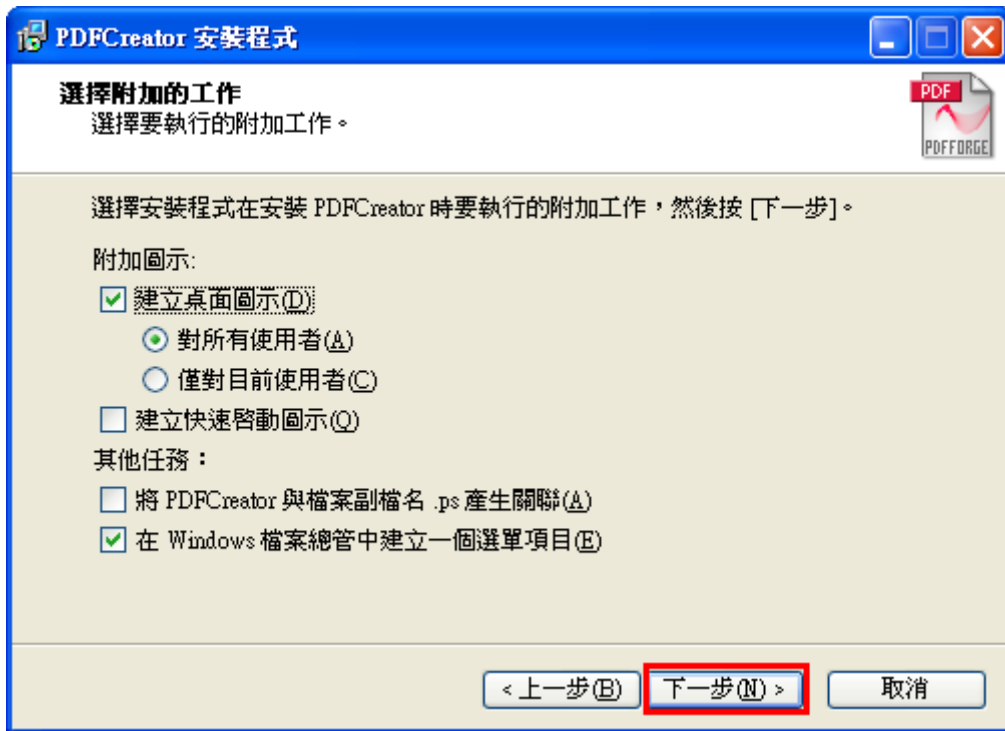 PDFCreator 安裝程式
選擇附加的工作
選擇要執行的附加工作。
PDF
PDFFORGE
選擇安裝程式在安裝 PDFCreator 時要執行的附加工作，然後按 [下一步]。
附加圖示:
建立桌面圖示(D)
對所有使用者(A)
僅對目前使用者(C)
建立快速啓動圖示(Q)
其他任務：
將 PDFCreator 與檔案副檔名 .ps 產生關聯(A)
在 Windows 檔案總管中建立一個選單項目(E)
< 上一步(B)
下一步(N) >
取消